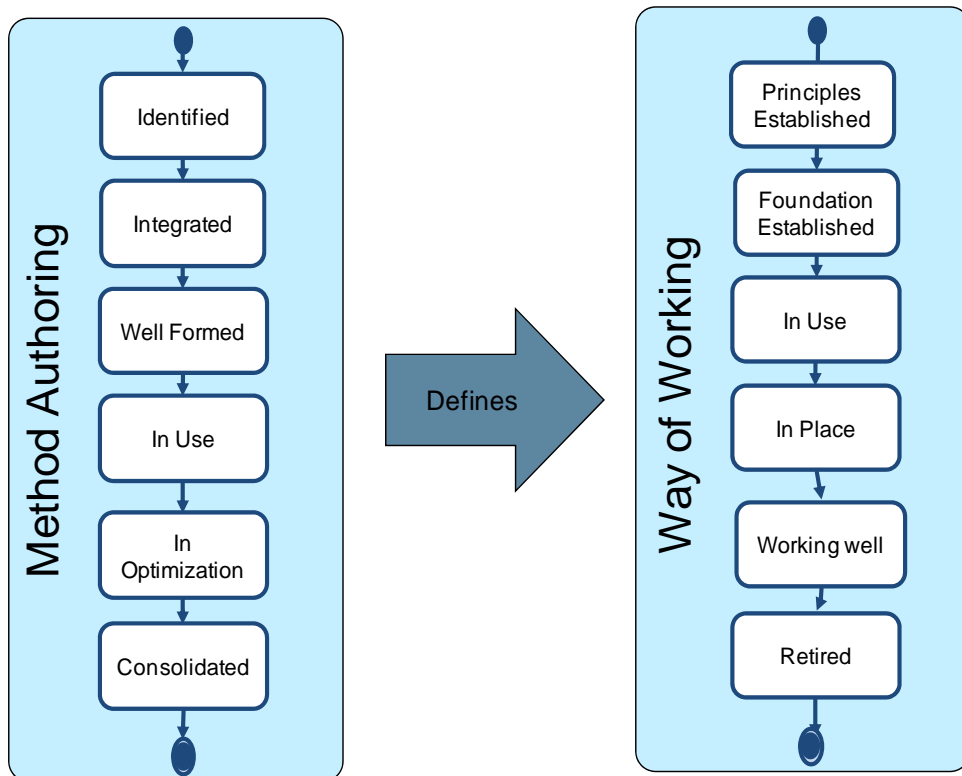 Method Authoring
Identified
Integrated
Well Formed
In Use
In
Optimization
Consolidated
Defines
Way of Working
Principles
Established
Foundation
Established
In Use
In Place
Working well
Retired